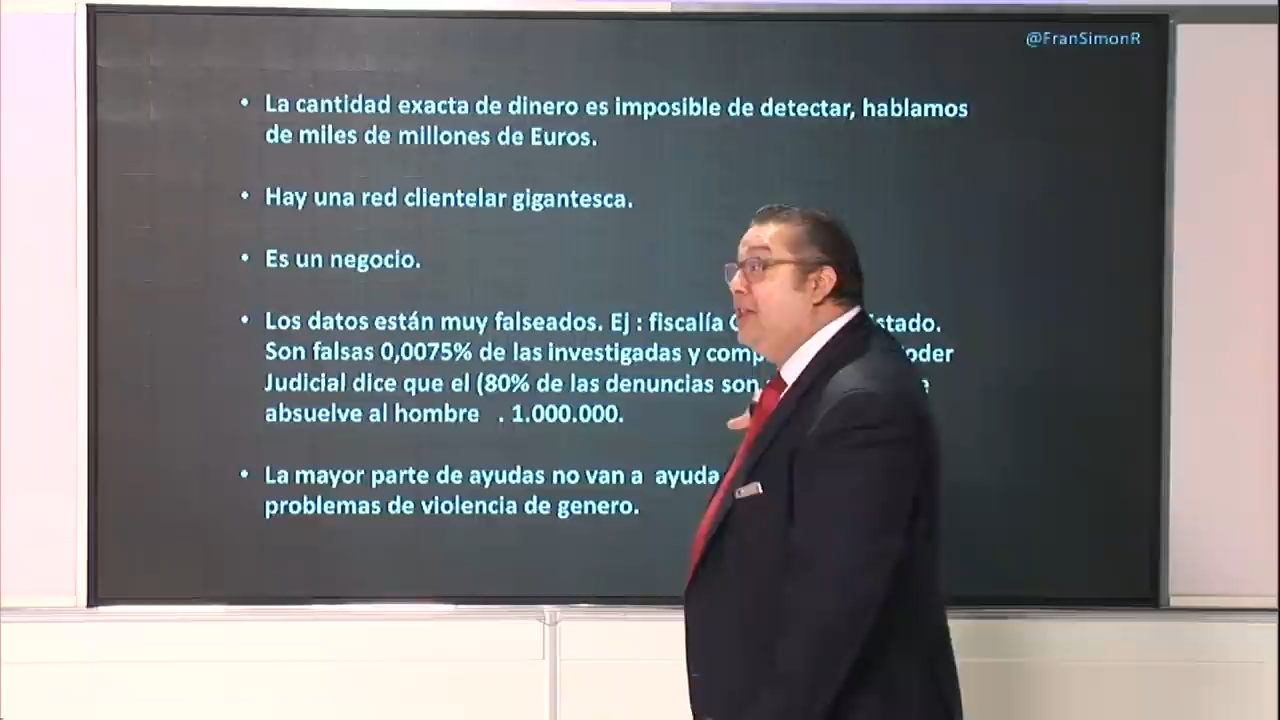 @FranSimonR
• La cantidad exacta de dinero es imposible de detectar, hablamos
de miles de millones de Euros.
• Hay una red clientelar gigantesca.
• Es un negocio.
• Los datos están muy falseados. Ej : fiscalía stado.
Son falsas 0,0075% de las investigadas y comp oder
Judicial dice que el (80% de las denuncias son e
absuelve al hombre . 1.000.000.
• La mayor parte de ayudas no van a ayuda
problemas de violencia de genero.